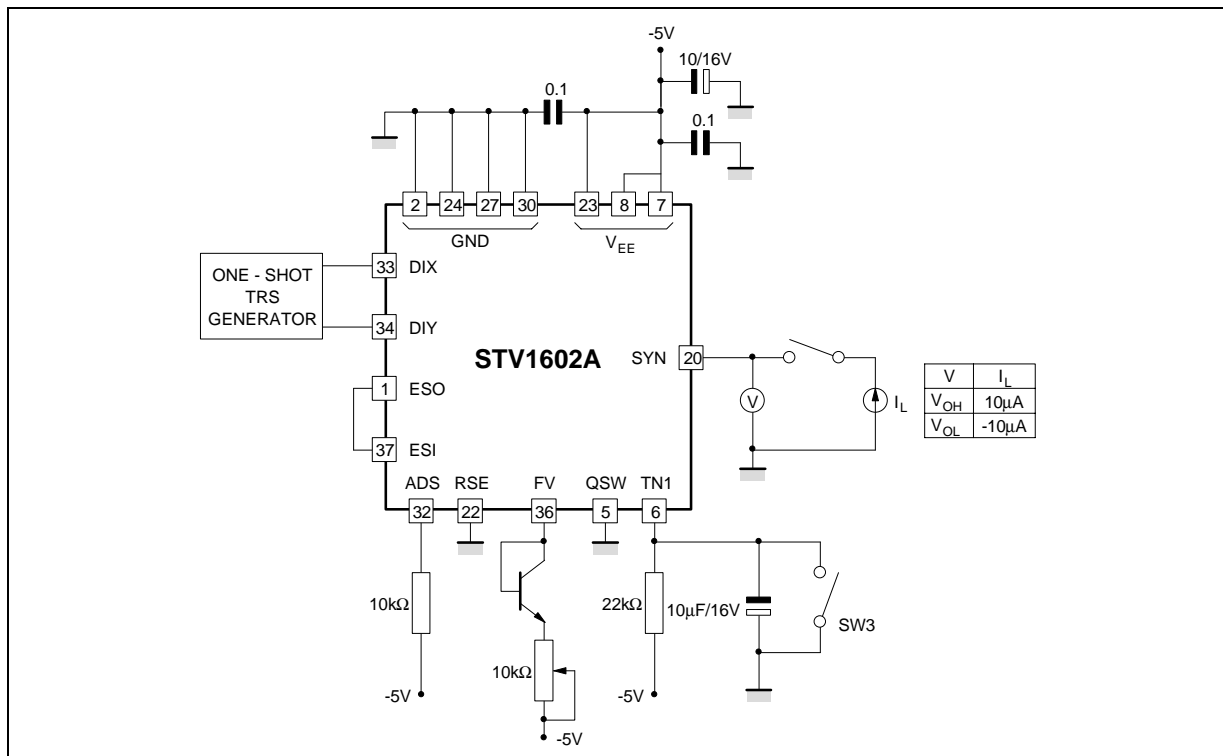 -5V
10/16V
0.1
0.1
2 24 27 30 23 8 7
GND
VEE
ONE - SHOT
TRS
GENERATOR
33 DIX
34 DIY
STV1602A
SYN 20
1 ESO
37 ESI
V
IL
V IL
VOH 10µA
VOL -10µA
ADS RSE FV QSW TN1
32 22 36 5 6
10kΩ
22kΩ
10µF/16V
SW3
10kΩ
-5V
-5V
-5V